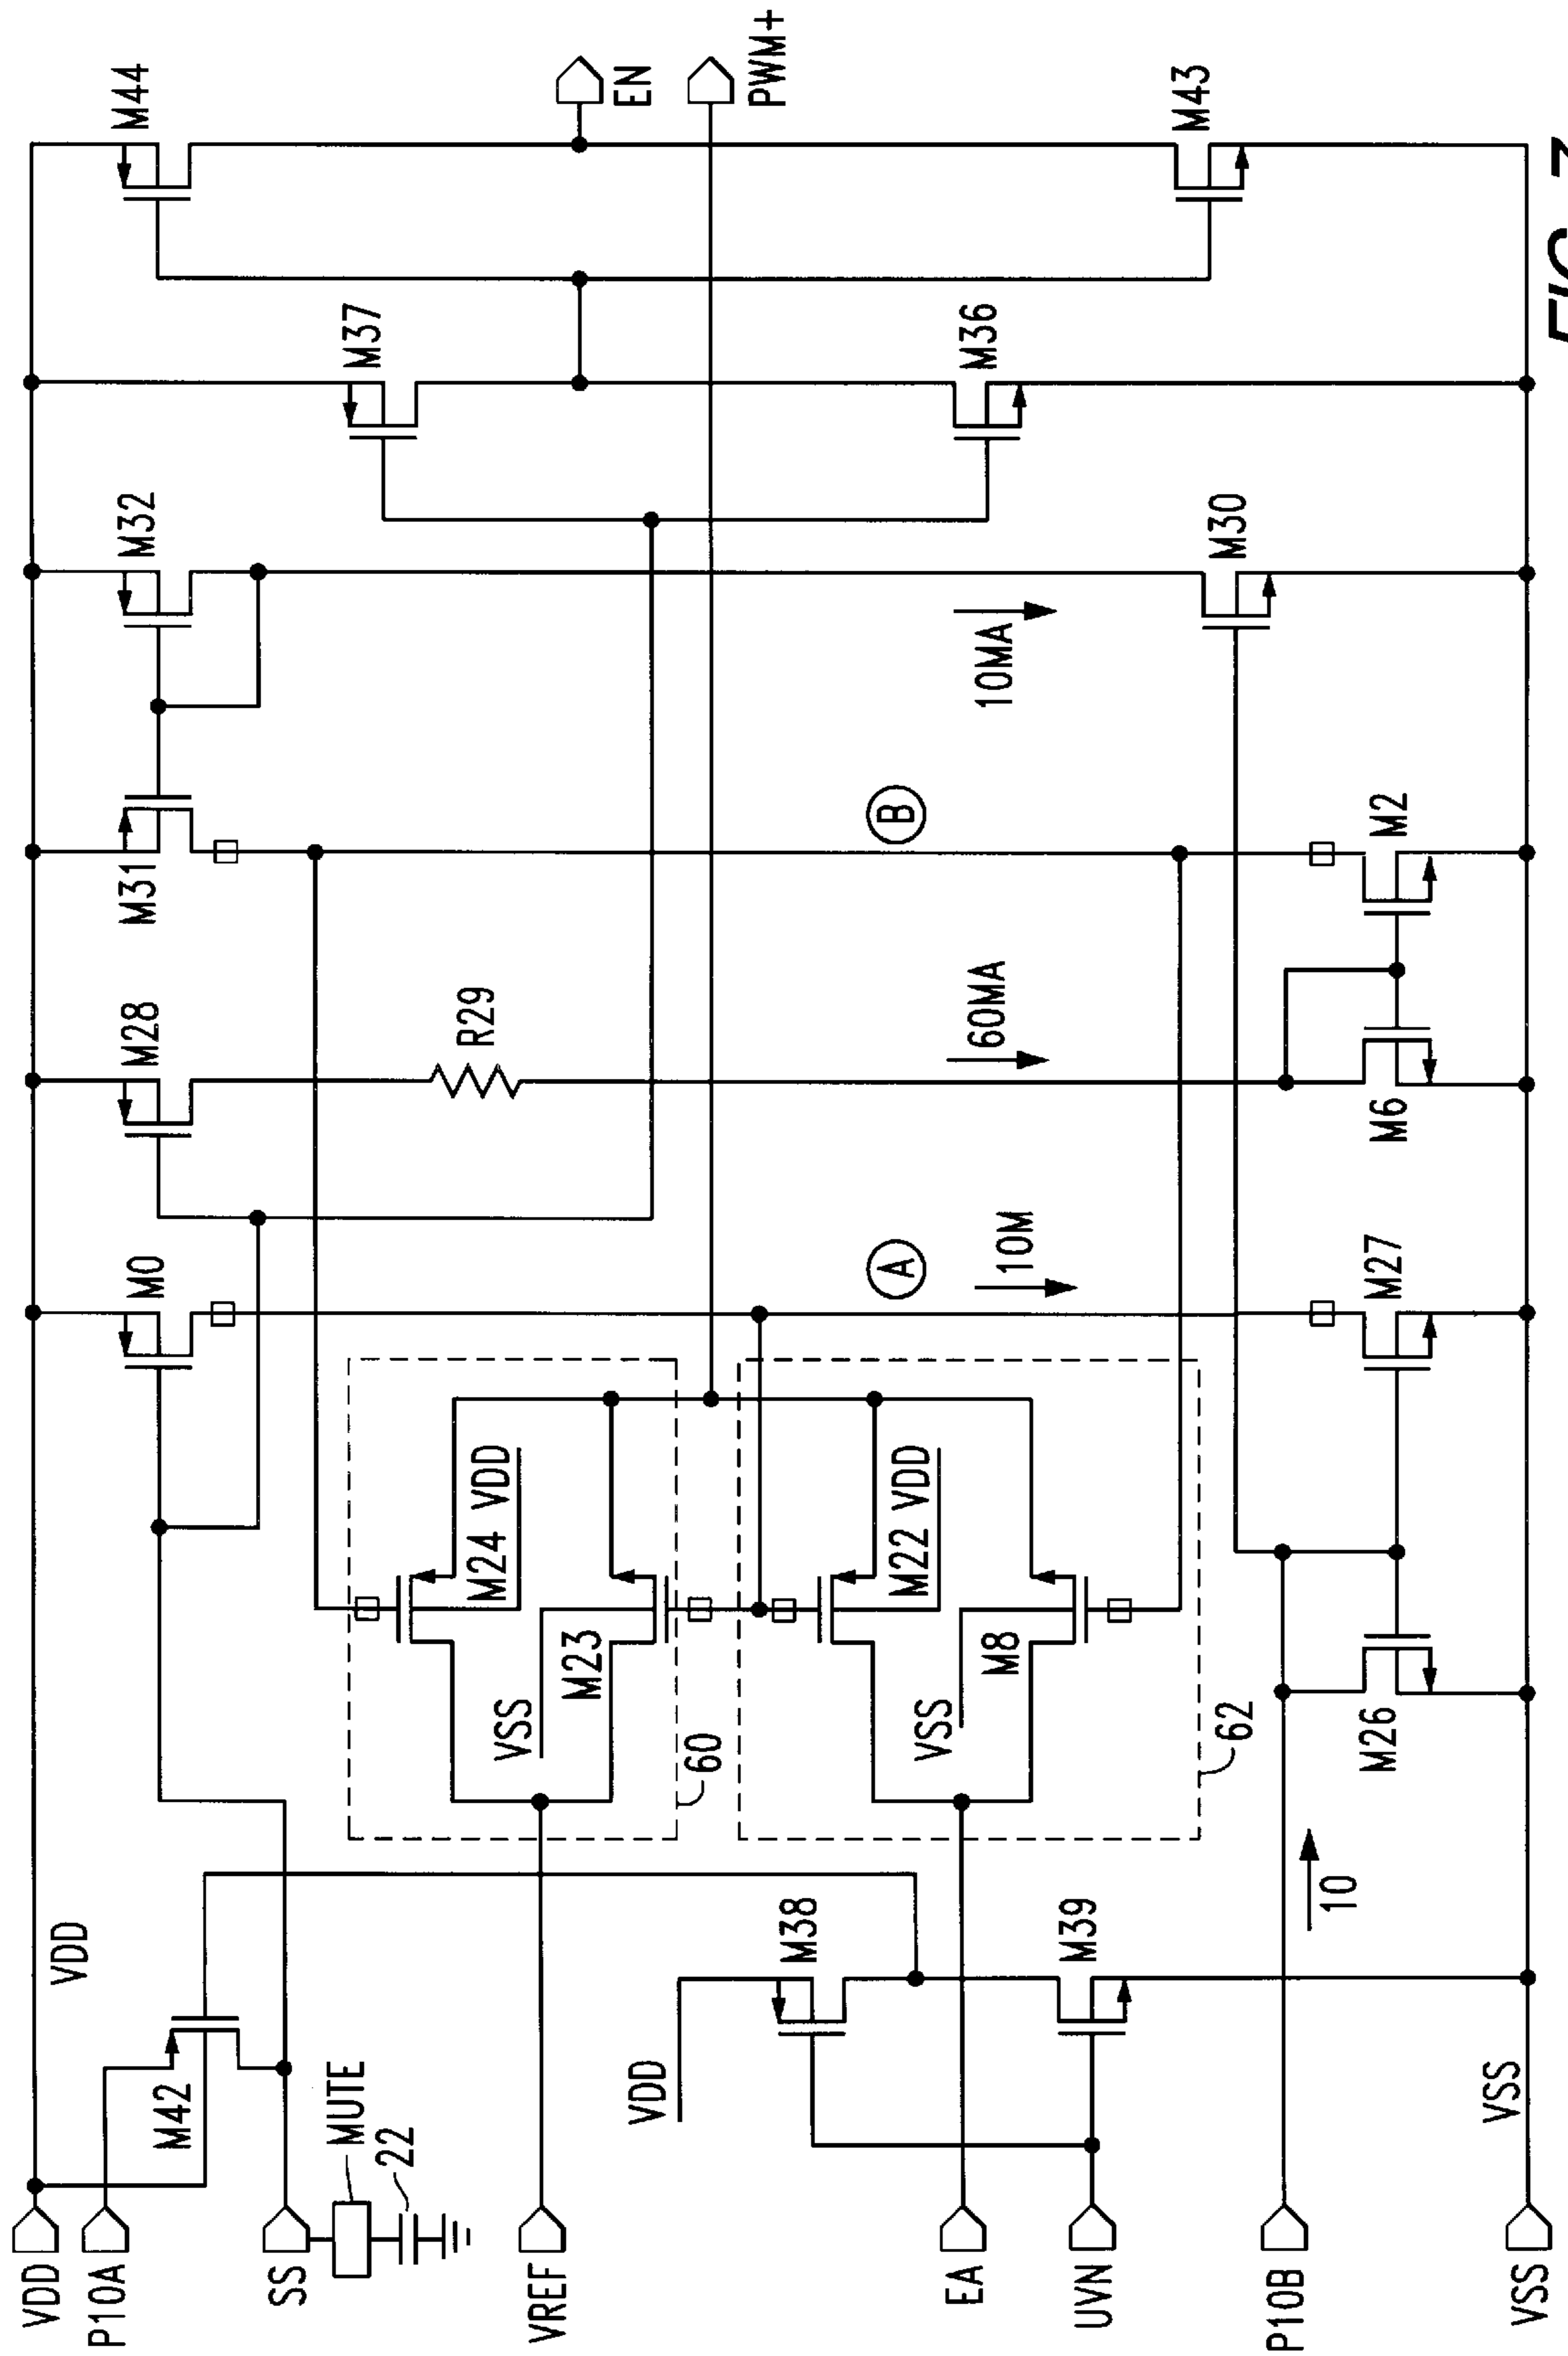 VDD
P10A
SS
VREF
EA
UVN
P10B
VSS
MUTE
22
M42
VDD
VDD
M38
M39
VSS
10
M26
60
62
VSS
M23
M24 VDD
VSS
M8
M22 VDD
M0
A
10M
M27
M28
R29
60MA
M6
M31
B
M2
M32
10MA
M30
M37
M36
M44
M43
EN
PWM+